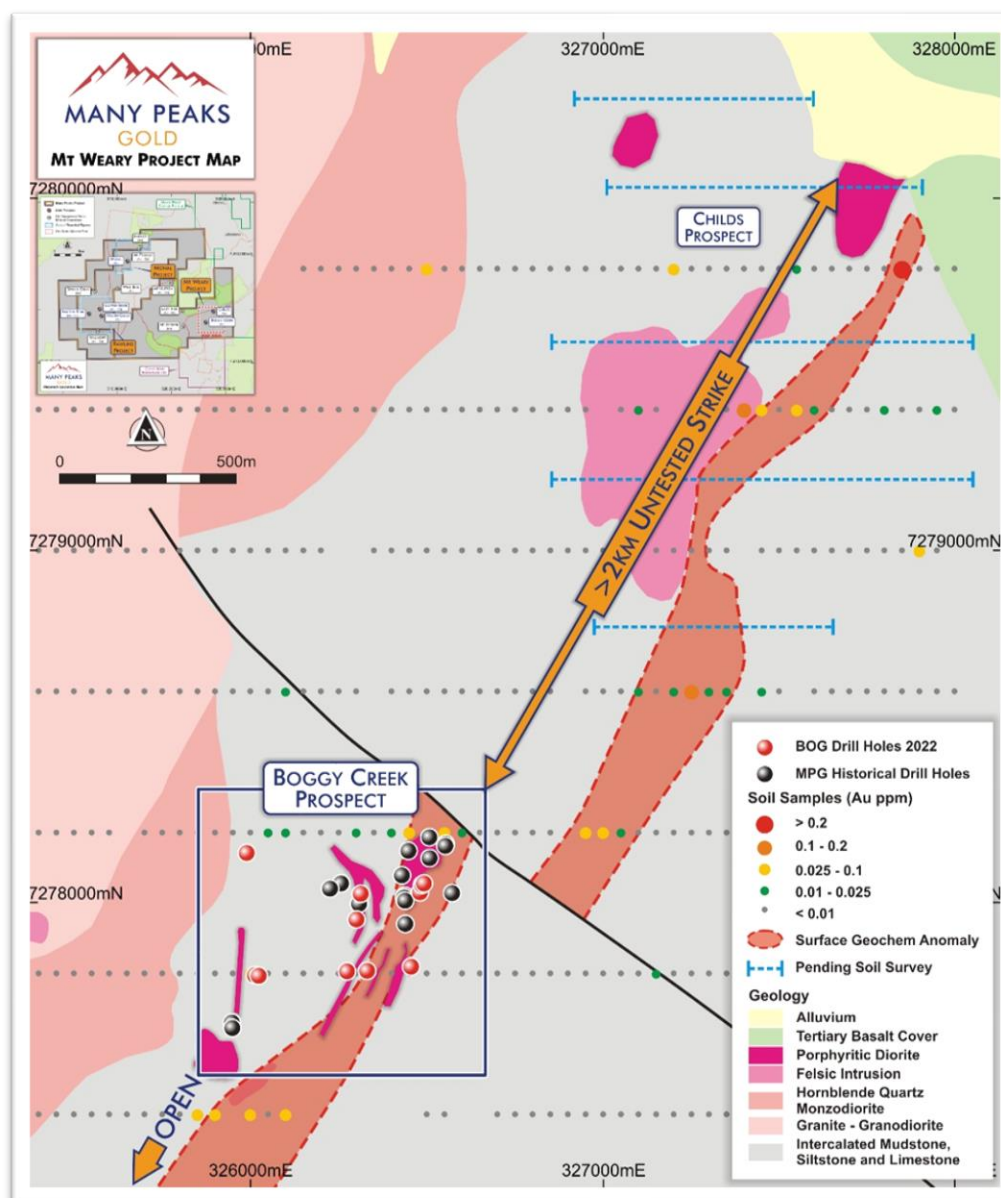 00mE
327000mE
328000mE
MANY PEAKS
GOLD
MT WEARY PROJECT MAP
7280000mN
CHILDS
PROSPECT
N
0
500m
>2KM UNTESTED STRIKE
7279000mN
7279000mN
BOGGY CREEK
PROSPECT
7278000mN
OPEN
326000mE
327000mE
BOG Drill Holes 2022
MPG Historical Drill Holes
Soil Samples (Au ppm)
> 0.2
0.1 - 0.2
0.025 - 0.1
0.01 - 0.025
< 0.01
Surface Geochem Anomaly
Pending Soil Survey
Geology
Alluvium
Tertiary Basalt Cover
Porphyritic Diorite
Felsic Intrusion
Hornblende Quartz
Monzodiorite
Granite - Granodiorite
Intercalated Mudstone,
Siltstone and Limestone
MANY PEAKS
GOLD